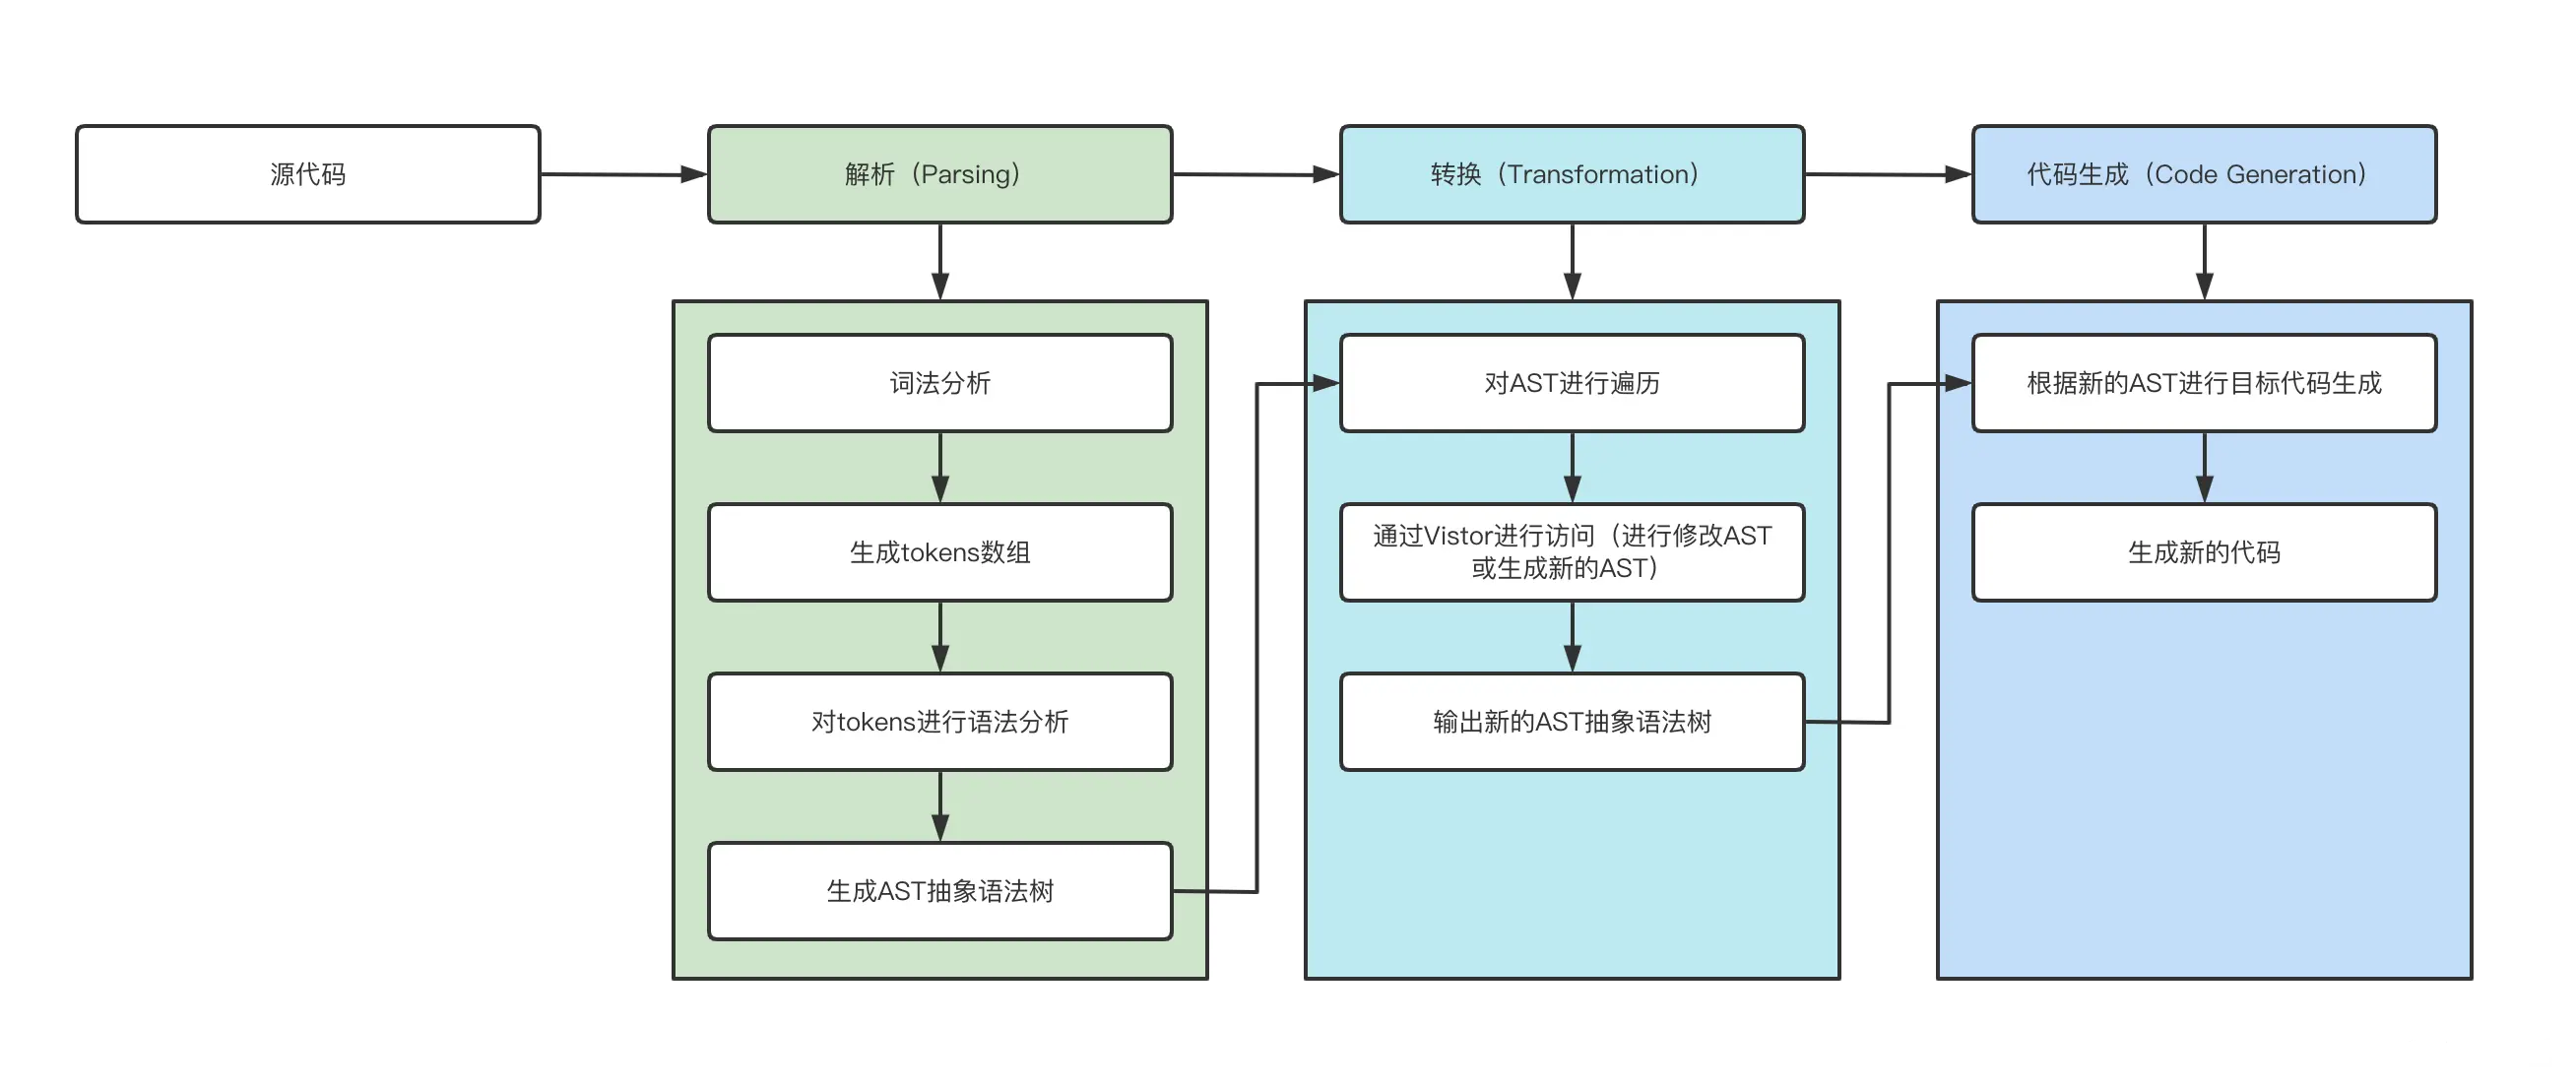 源代码
解析（Parsing）
转换（Transformation）
代码生成（Code Generation）
词法分析
生成tokens数组
对tokens进行语法分析
生成AST抽象语法树
对AST进行遍历
通过Vistor进行访问（进行修改AST
或生成新的AST）
输出新的AST抽象语法树
根据新的AST进行目标代码生成
生成新的代码